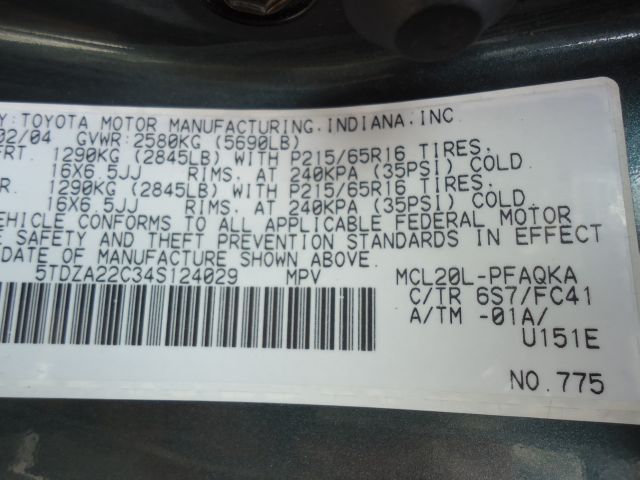 Y:TOYOTA MOTOR MANUFACTURING.INDIANA,INC.
02/04 GVWR:2580KG (5690LB)
FRT. 1290KG (2845LB) WITH P215/65R16 TIRES.
16X6.5JJ RIMS. AT 240KPA (35PSI) COLD.
R. 1290KG (2845LB) WITH P215/65R16 TIRES.
16X6.5JJ RIMS. AT 240KPA (35PSI) COLD.
EHICLE CONFORMS TO ALL APPLICABLE FEDERAL MOTOR
E SAFETY AND THEFT PREVENTION STANDARDS IN EFFECT
DATE OF MANUFACTURE SHOWN ABOVE.
5TDZA22C34S124029 MPV MCL20L-PFAQKA
C/TR 6S7/FC41
A/TM -01A/
U151E
NO.775